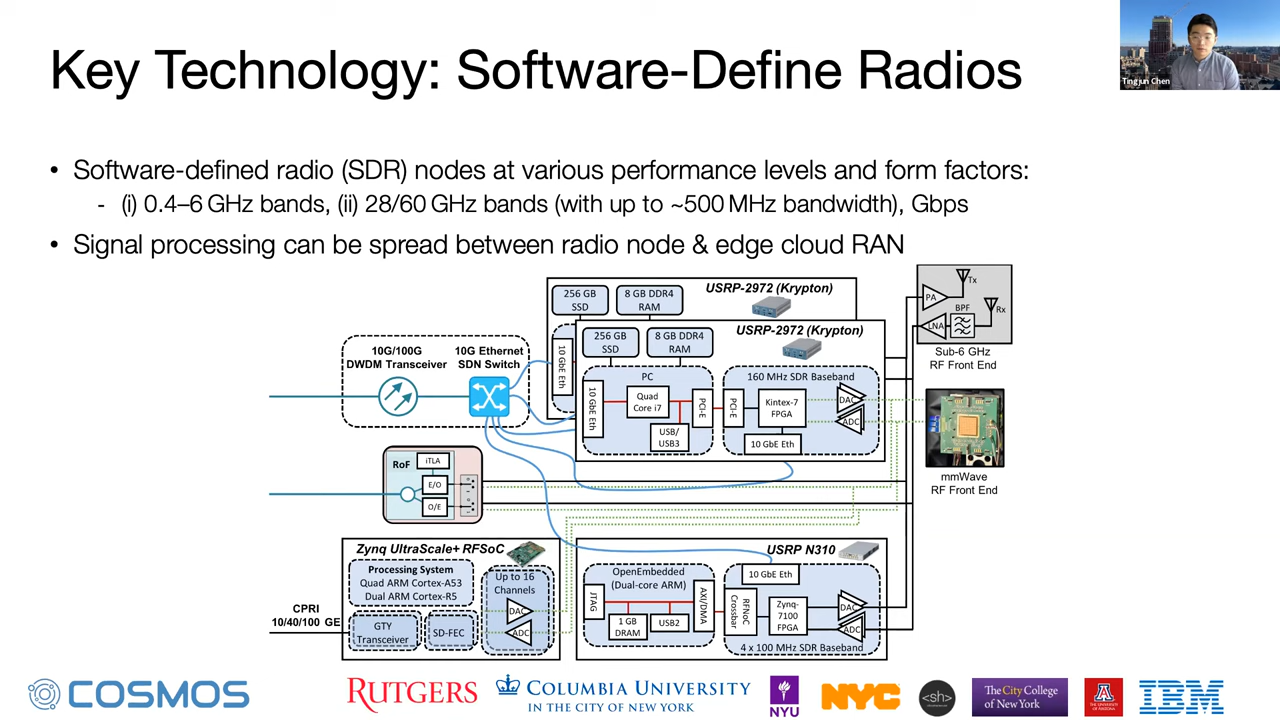 Key Technology: Software-Define Radios
Tingjun Chen
• Software-defined radio (SDR) nodes at various performance levels and form factors:
- (i) 0.4–6 GHz bands, (ii) 28/60 GHz bands (with up to ~500 MHz bandwidth), Gbps
• Signal processing can be spread between radio node & edge cloud RAN
USRP-2972 (Krypton)
256 GB
SSD
8 GB DDR4
RAM
10 GbE Eth
USRP-2972 (Krypton)
256 GB
SSD
8 GB DDR4
RAM
PC
10 GbE Eth
Quad
Core i7
USB/
USB3
PCI-E
PCI-E
160 MHz SDR Baseband
Kintex-7
FPGA
10 GbE Eth
DAC
ADC
PA
Tx
BPF
Rx
LNA
Sub-6 GHz
RF Front End
mmWave
RF Front End
10G/100G
DWDM Transceiver
10G Ethernet
SDN Switch
RoF
iTLA
E/O
O/E
Zynq UltraScale+ RFSoC
Processing System
Quad ARM Cortex-A53
Dual ARM Cortex-R5
Up to 16
Channels
DAC
ADC
GTY
Transceiver
SD-FEC
CPRI
10/40/100 GE
USRP N310
OpenEmbedded
(Dual-core ARM)
JTAG
1 GB
DRAM
USB2
AXI/DMA
10 GbE Eth
RFNoC
Crossbar
Zynq-
7100
FPGA
DAC
ADC
4 x 100 MHz SDR Baseband
COSMOS
RUTGERS
COLUMBIA UNIVERSITY
IN THE CITY OF NEW YORK
NYU
NYC
<sh>
The City College
of New York
A
IBM